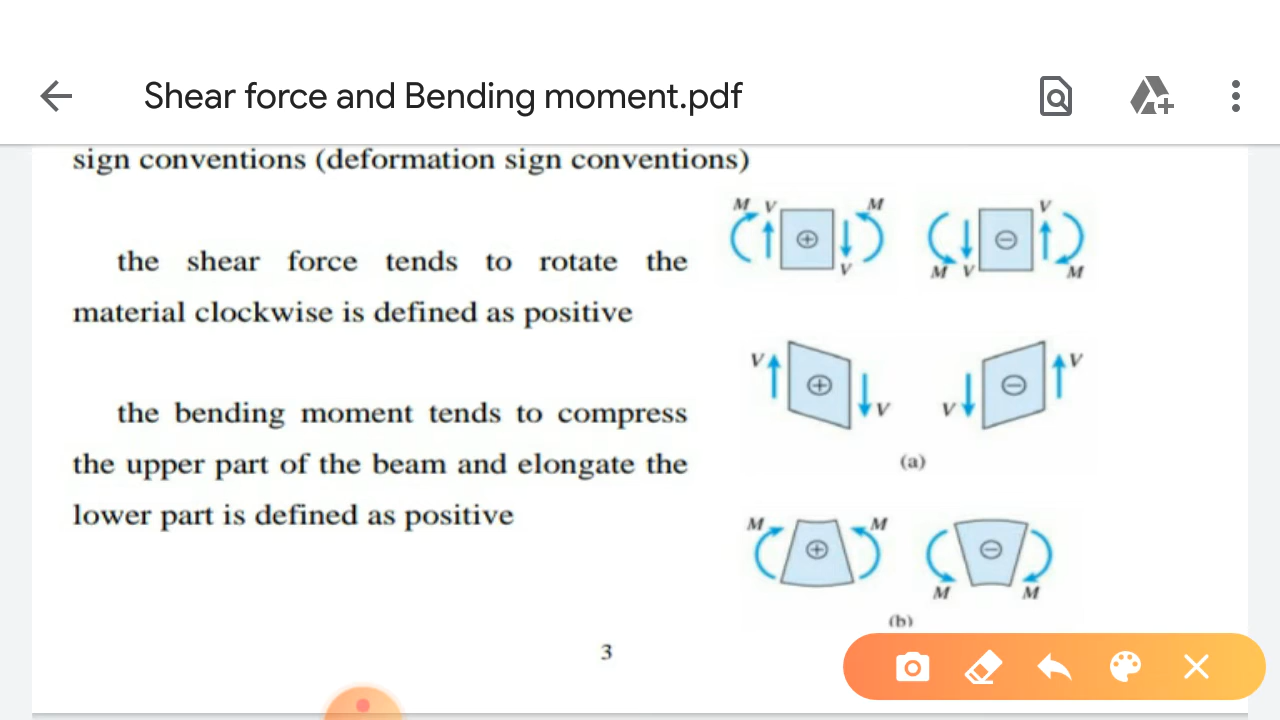 Shear force and Bending moment.pdf
sign conventions (deformation sign conventions)
the shear force tends to rotate the
material clockwise is defined as positive
the bending moment tends to compress
the upper part of the beam and elongate the
lower part is defined as positive
M V M V
V M V M
V V
V V
(a)
M M
M M
(b)
3